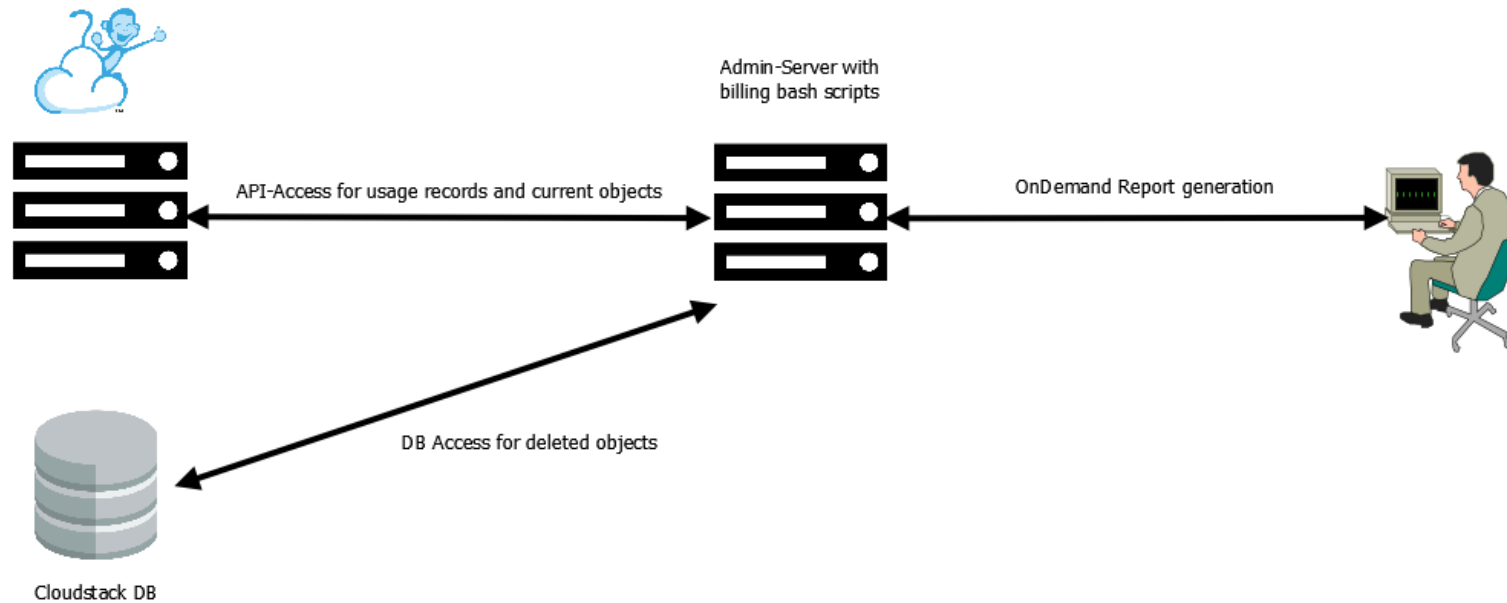 Admin-Server with
billing bash scripts
API-Access for usage records and current objects
OnDemand Report generation
DB Access for deleted objects
Cloudstack DB
TM